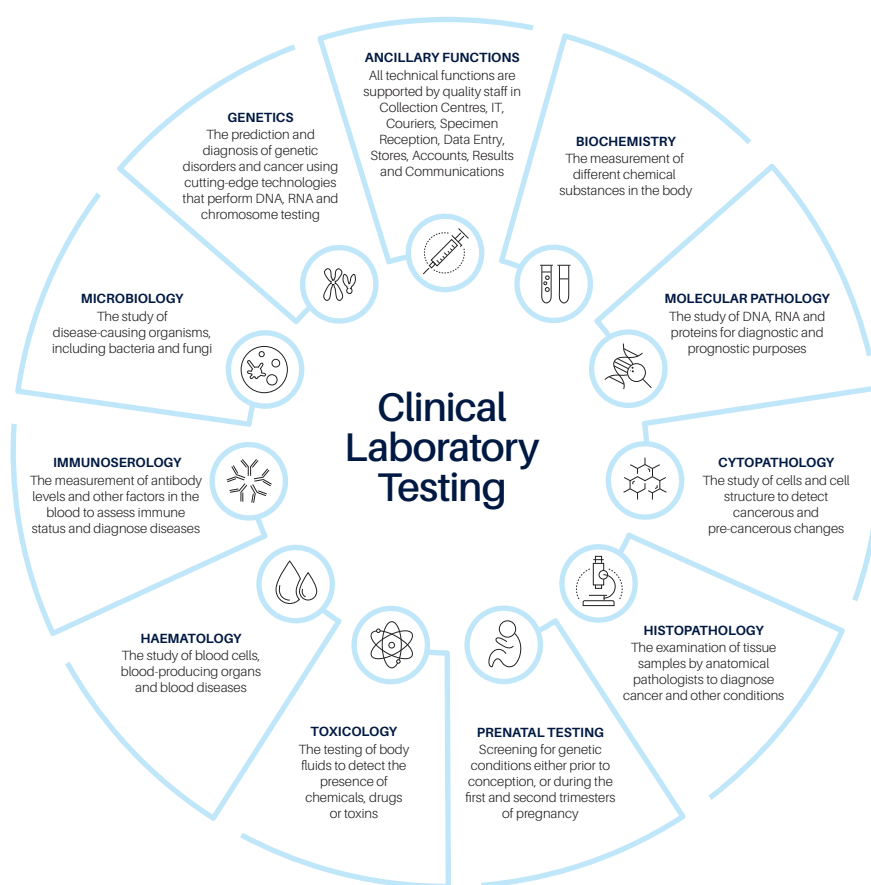 ANCILLARY FUNCTIONS
All technical functions are
supported by quality staff in
Collection Centres, IT,
Couriers, Specimen
Reception, Data Entry,
Stores, Accounts, Results
and Communications
BIOCHEMISTRY
The measurement of
different chemical
substances in the body
MOLECULAR PATHOLOGY
The study of DNA, RNA and
proteins for diagnostic and
prognostic purposes
CYTOPATHOLOGY
The study of cells and cell
structure to detect
cancerous and
pre-cancerous changes
HISTOPATHOLOGY
The examination of tissue
samples by anatomical
pathologists to diagnose
cancer and other conditions
PRENATAL TESTING
Screening for genetic
conditions either prior to
conception, or during the
first and second trimesters
of pregnancy
TOXICOLOGY
The testing of body
fluids to detect the
presence of
chemicals, drugs
or toxins
HAEMATOLOGY
The study of blood cells,
blood-producing organs
and blood diseases
IMMUNOSEROLOGY
The measurement of antibody
levels and other factors in the
blood to assess immune
status and diagnose diseases
MICROBIOLOGY
The study of
disease-causing organisms,
including bacteria and fungi
GENETICS
The prediction and
diagnosis of genetic
disorders and cancer using
cutting-edge technologies
that perform DNA, RNA and
chromosome testing
Clinical
Laboratory
Testing